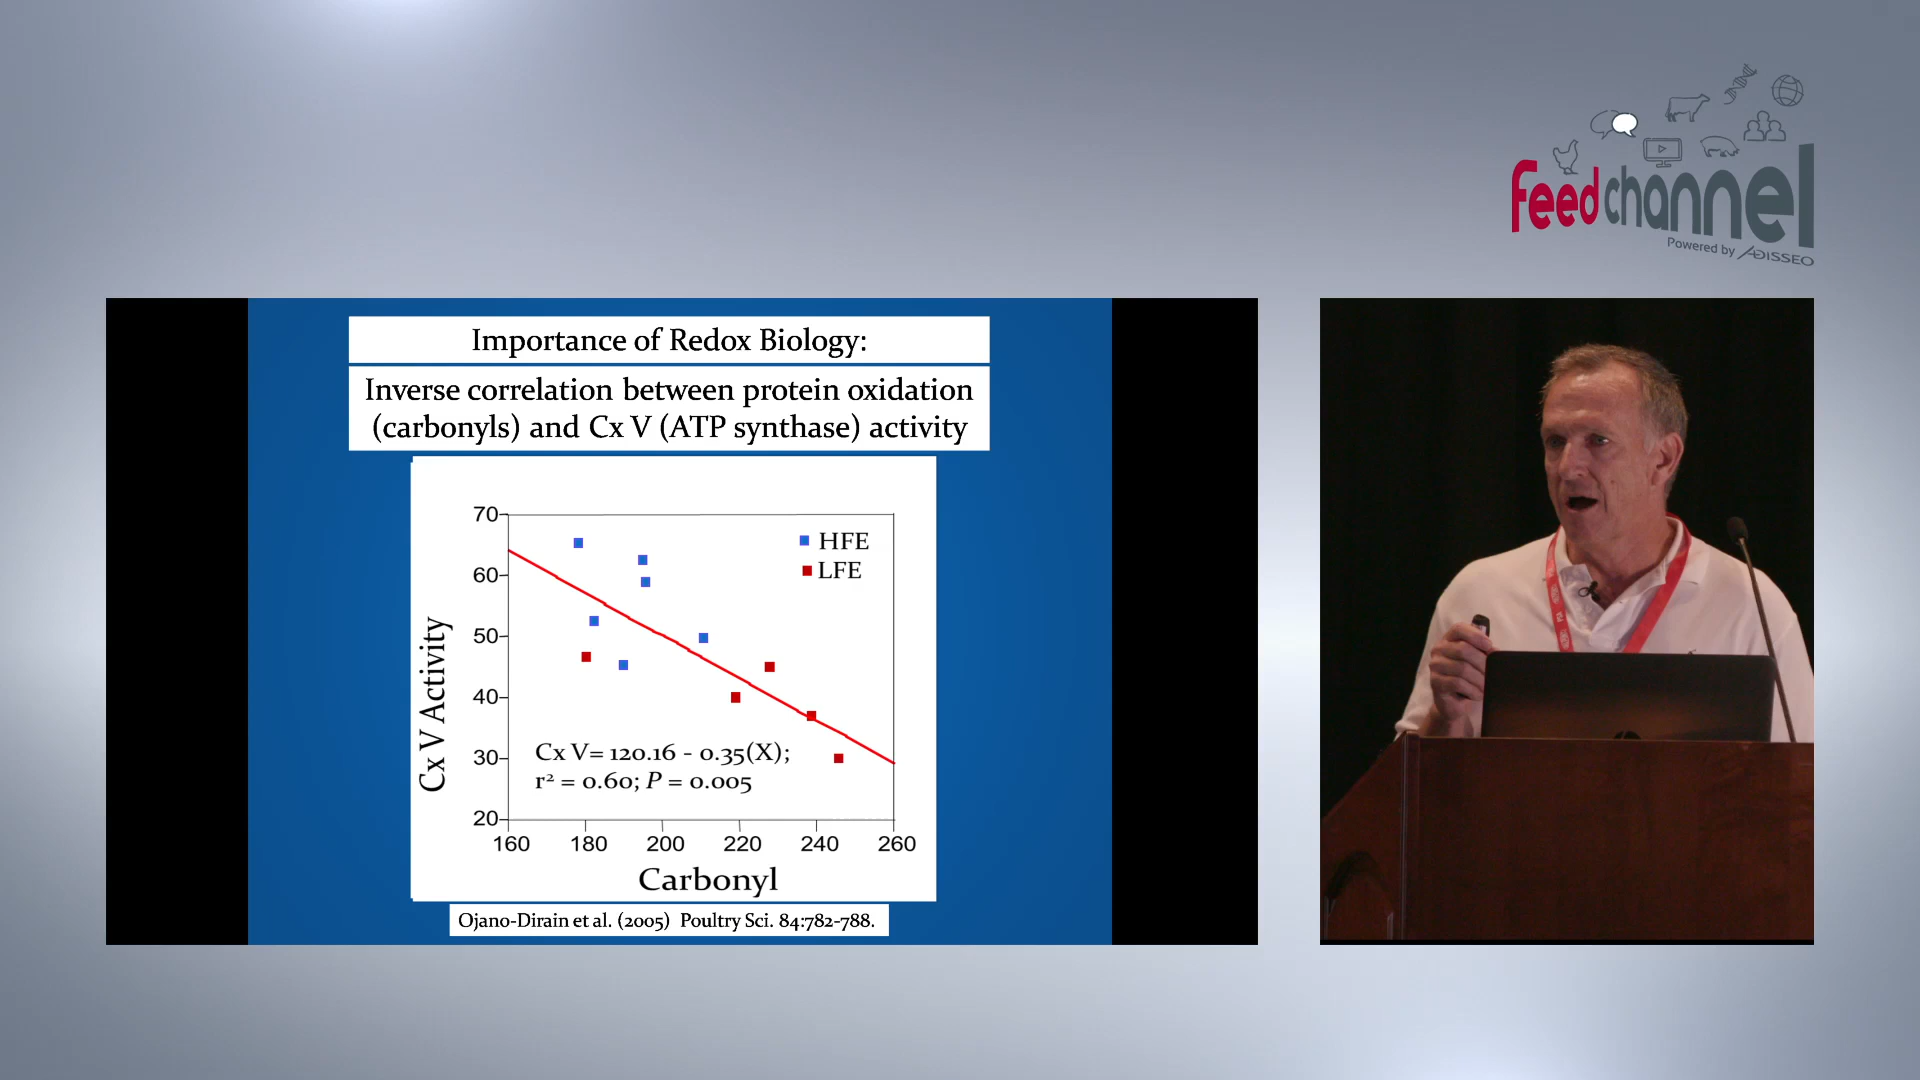 feedchannel
Powered by ADISSEO
Importance of Redox Biology:
Inverse correlation between protein oxidation
(carbonyls) and Cx V (ATP synthase) activity
70
60
50
40
30
20
HFE
LFE
Cx V Activity
Cx V= 120.16 - 0.35(X);
r² = 0.60; P = 0.005
160 180 200 220 240 260
Carbonyl
Ojano-Dirain et al. (2005) Poultry Sci. 84:782-788.